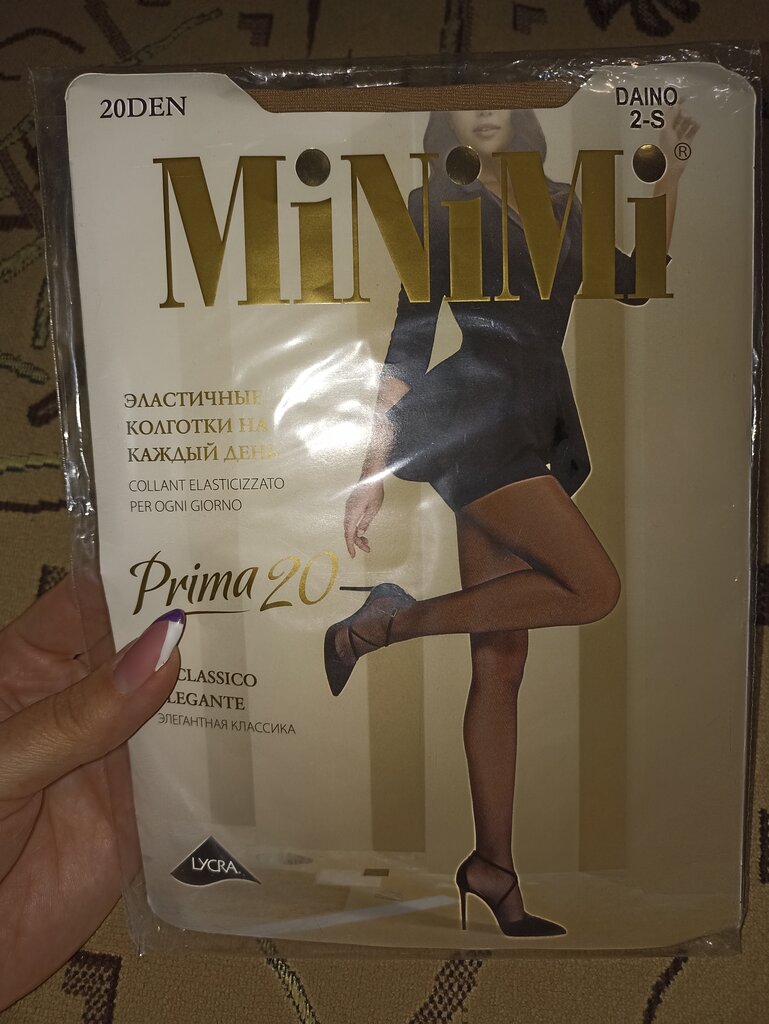 20DEN
DAINO
2-S
MiNiMi®
ЭЛАСТИЧНЫЕ
КОЛГОТКИ НА
КАЖДЫЙ ДЕНЬ
COLLANT ELASTICIZZATO
PER OGNI GIORNO
Prima 20
CLASSICO
ELEGANTE
ЭЛЕГАНТНАЯ КЛАССИКА
LYCRA